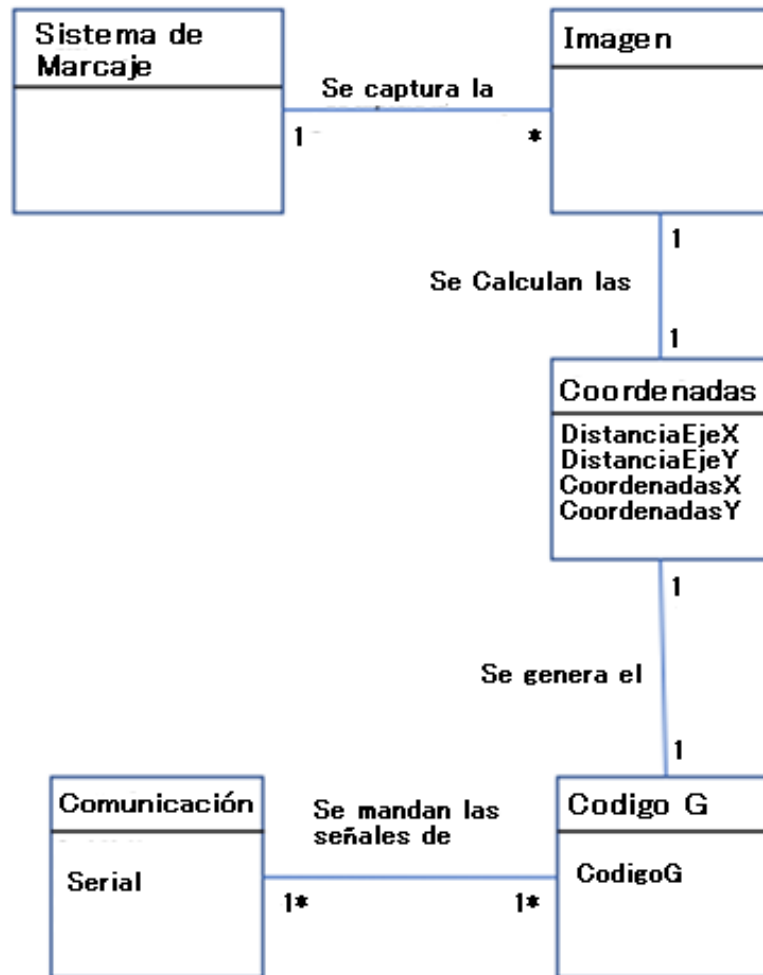 Sistema de
Marcaje
Imagen
Se captura la
1
*
1
Se Calculan las
1
Coordenadas
DistanciaEjeX
DistanciaEjeY
CoordenadasX
CoordenadasY
1
Se genera el
1
Comunicación
Serial
Se mandan las
señales de
1*
1*
Codigo G
CodigoG